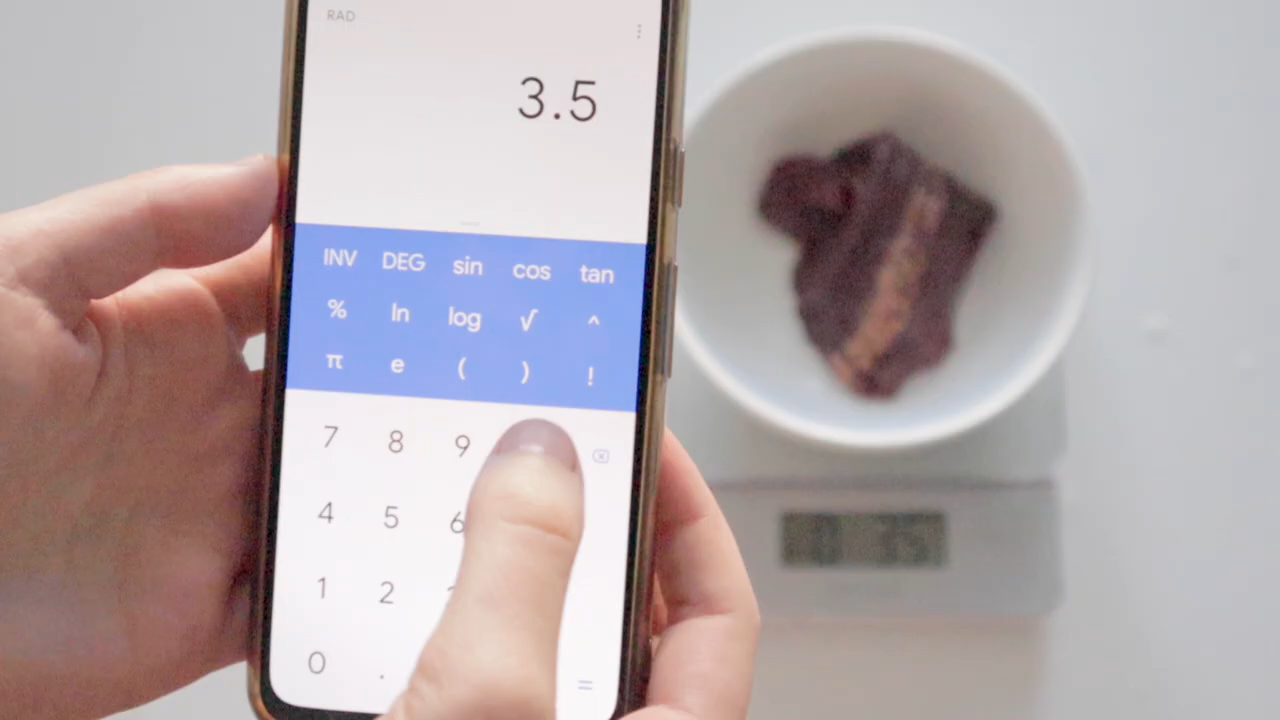 RAD
3.5
INV DEG sin cos tan
% ln log √ ^
π e ( ) !
7 8 9
4 5 6
1 2
0 . =